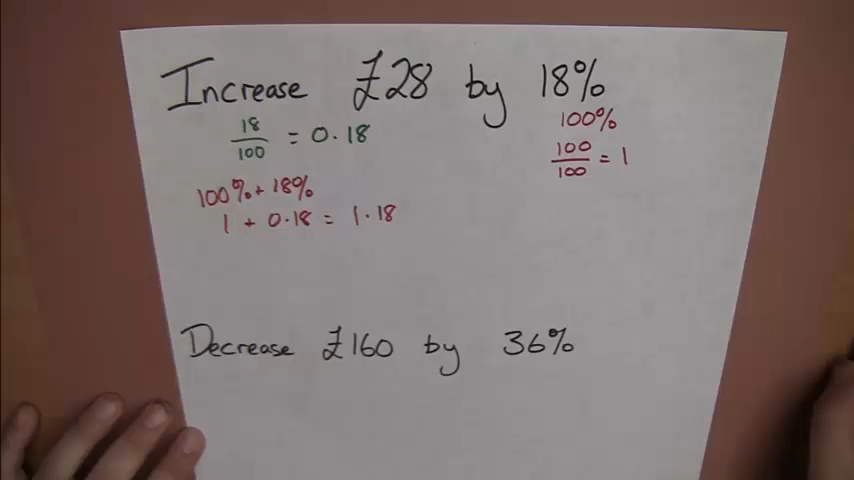 Increase £28 by 18%
18/100 = 0.18
100%
100/100 = 1
100% + 18%
1 + 0.18 = 1.18
Decrease £160 by 36%